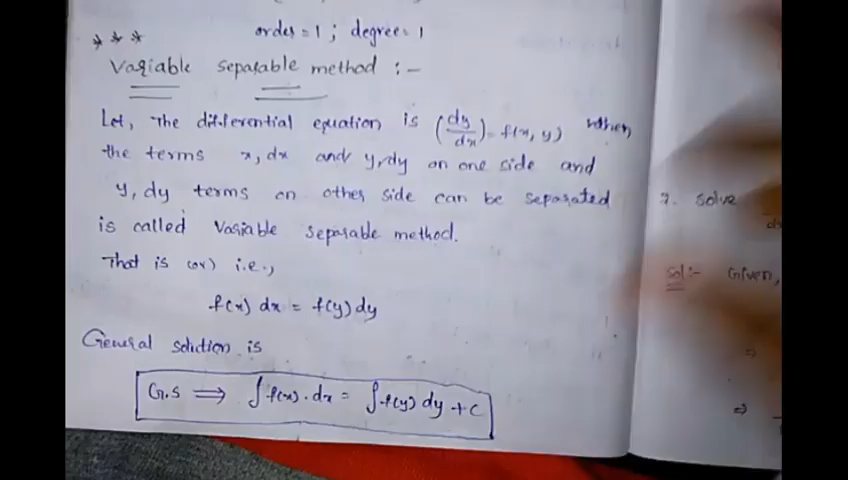 order = 1 ; degree = 1
***
Variable separable method :-
Let, The differential equation is (dy/dx) = f(x, y) when
the terms x, dx and y, dy on one side and
y, dy terms on other side can be separated
is called Variable separable method.
That is (or) i.e.,
f(x) dx = f(y) dy
General solution is
G.S ⟹ ∫ f(x) . dx = ∫ f(y) dy + c
7. Solve
Sol:- Given,
⇒
⇒